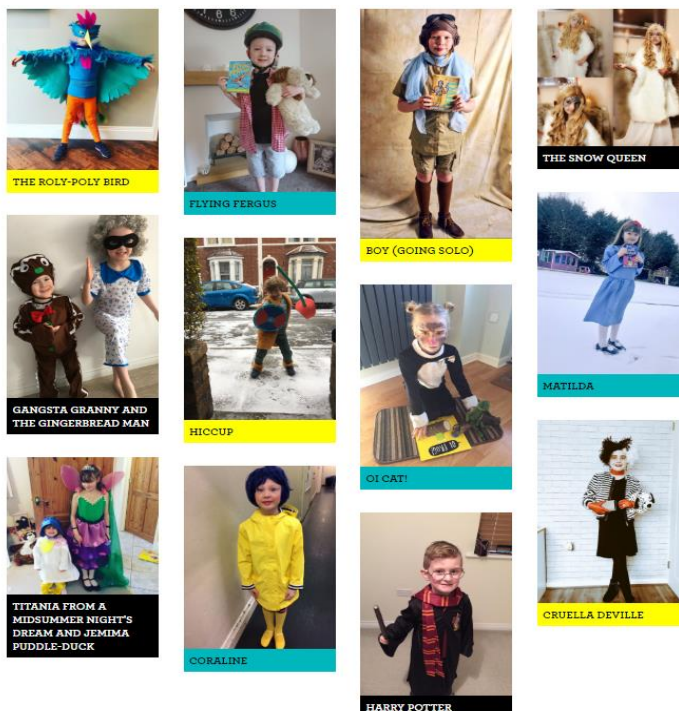 THE ROLY-POLY BIRD
FLYING FERGUS
BOY (GOING SOLO)
THE SNOW QUEEN
GANGSTA GRANNY AND
THE GINGERBREAD MAN
HICCUP
OI CAT!
MATILDA
TITANIA FROM A
MIDSUMMER NIGHT'S
DREAM AND JEMIMA
PUDDLE-DUCK
CORALINE
HARRY POTTER
CRUELLA DEVILLE